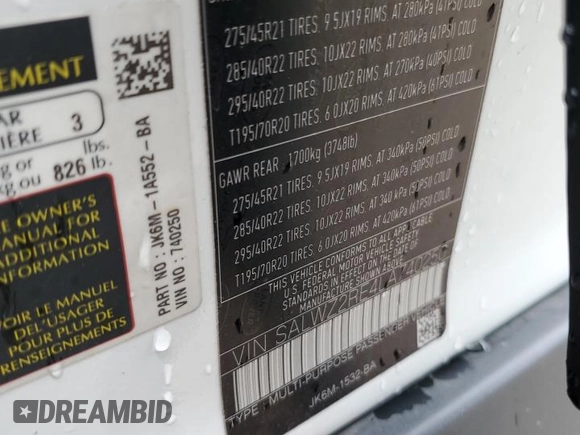 EMENT
AR
IÈRE 3
g or lbs.
kg ou 826 lb.
E OWNER'S
FOR
ADDITIONAL
INFORMATION
OIR LE MANUEL
DE L'USAGER
POUR PLUS DE
RENSEIGNEMENTS
PART NO : JK6M-1A552-BA
VIN NO : 740250
275/45R21 TIRES. 9.5JX19 RIMS. AT 280kPa (41PSI) COLD
285/40R22 TIRES. 10JX22 RIMS. AT 280kPa (41PSI) COLD
295/40R22 TIRES. 10JX22 RIMS. AT 270kPa (40PSI) COLD
T195/70R20 TIRES. 6.0JX20 RIMS. AT 420kPa (61PSI) COLD
GAWR REAR 1700kg (3748lb)
275/45R21 TIRES. 9.5JX19 RIMS. AT 340kPa (50PSI) COLD
285/40R22 TIRES. 10JX22 RIMS. AT 340kPa (50PSI) COLD
295/40R22 TIRES. 10JX22 RIMS. AT 340kPa (50PSI) COLD
T195/70R20 TIRES. 6.0JX20 RIMS. AT 420kPa (61PSI) COLD
THIS VEHICLE CONFORMS TO ALL APPLICABLE
U.S. FEDERAL MOTOR VEHICLE SAFETY
STANDARDS IN EFFECT ON THE DATE OF
MANUFACTURE SHOWN ABOVE
VIN
TYPE: MULTI-PURPOSE PASSENGER
JK6M-1532-BA
DREAMBID